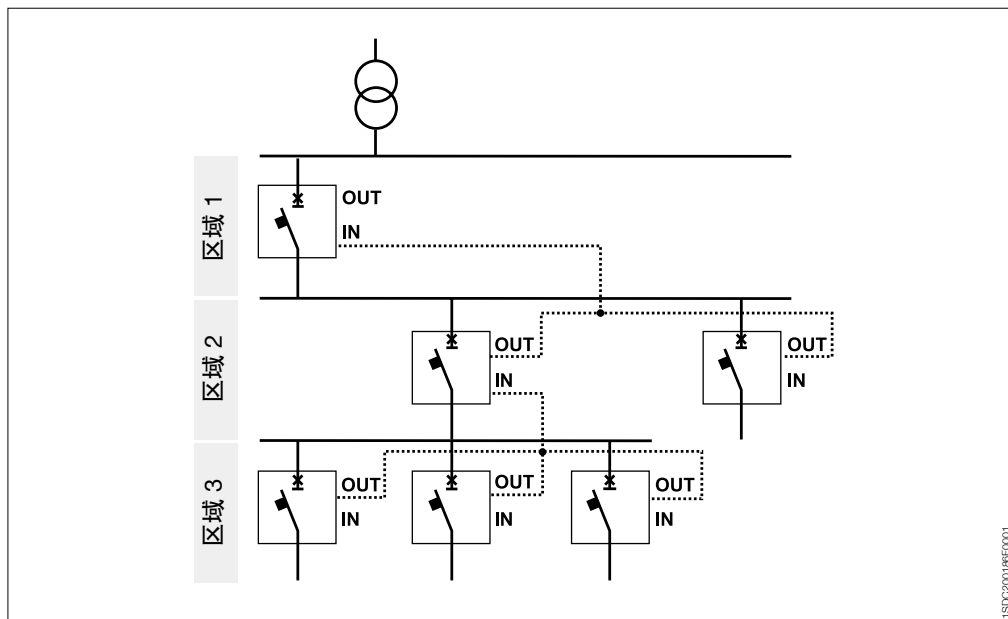 区域 1
OUT
IN
区域 2
OUT
IN
OUT
IN
区域 3
OUT
IN
OUT
IN
OUT
IN
1SDC200186F0001